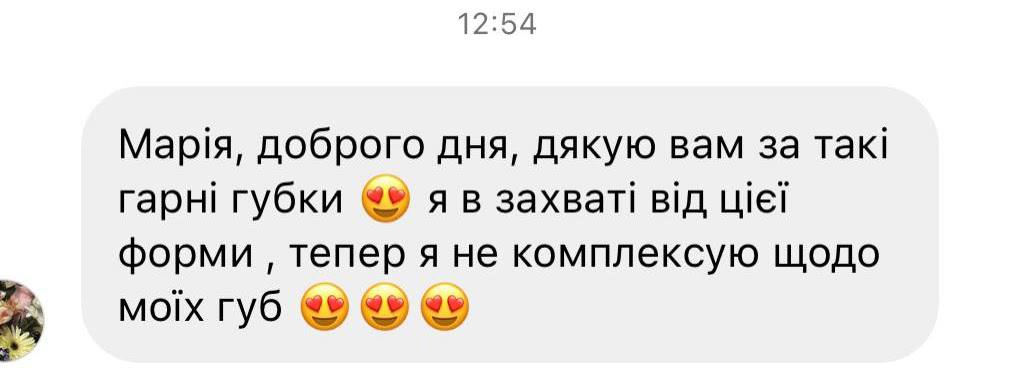 12:54
Марія, доброго дня, дякую вам за такі
гарні губки 😍 я в захваті від цієї
форми , тепер я не комплексую щодо
моїх губ 😍😍😍